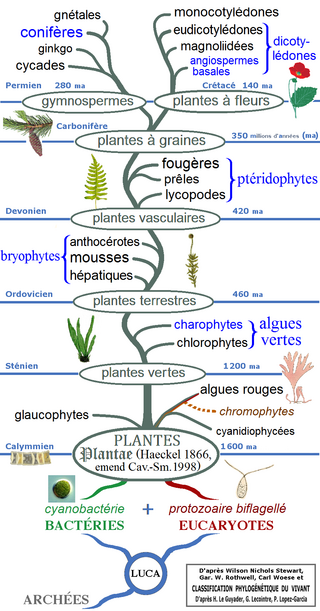 gnétales
conifères
ginkgo
cycades
monocotylédones
eudicotylédones
magnoliidées
angiospermes
basales
dicoty-
lédones
Permien 280 ma
Crétacé 140 ma
gymnospermes
plantes à fleurs
Carbonifère
plantes à graines
350 millions d'années (ma)
fougères
prêles
lycopodes
ptéridophytes
Devonien
plantes vasculaires
420 ma
bryophytes
anthocérotes
mousses
hépatiques
Ordovicien
plantes terrestres
460 ma
charophytes
chlorophytes
algues
vertes
Sténien
plantes vertes
1200 ma
algues rouges
chromophytes
glaucophytes
cyanidiophycées
Calymmien
PLANTES
Plantae (Haeckel 1866,
emend Cav.-Sm.1998)
1600 ma
cyanobactérie
BACTÉRIES
+
protozoaire biflagellé
EUCARYOTES
LUCA
ARCHÉES
D'après Wilson Nichols Stewart,
Gar. W. Rothwell, Carl Woese et
CLASSIFICATION PHYLOGÉNÉTIQUE DU VIVANT
D'après H. Le Guyader, G. Lecointre, P. Lopez-Garcia